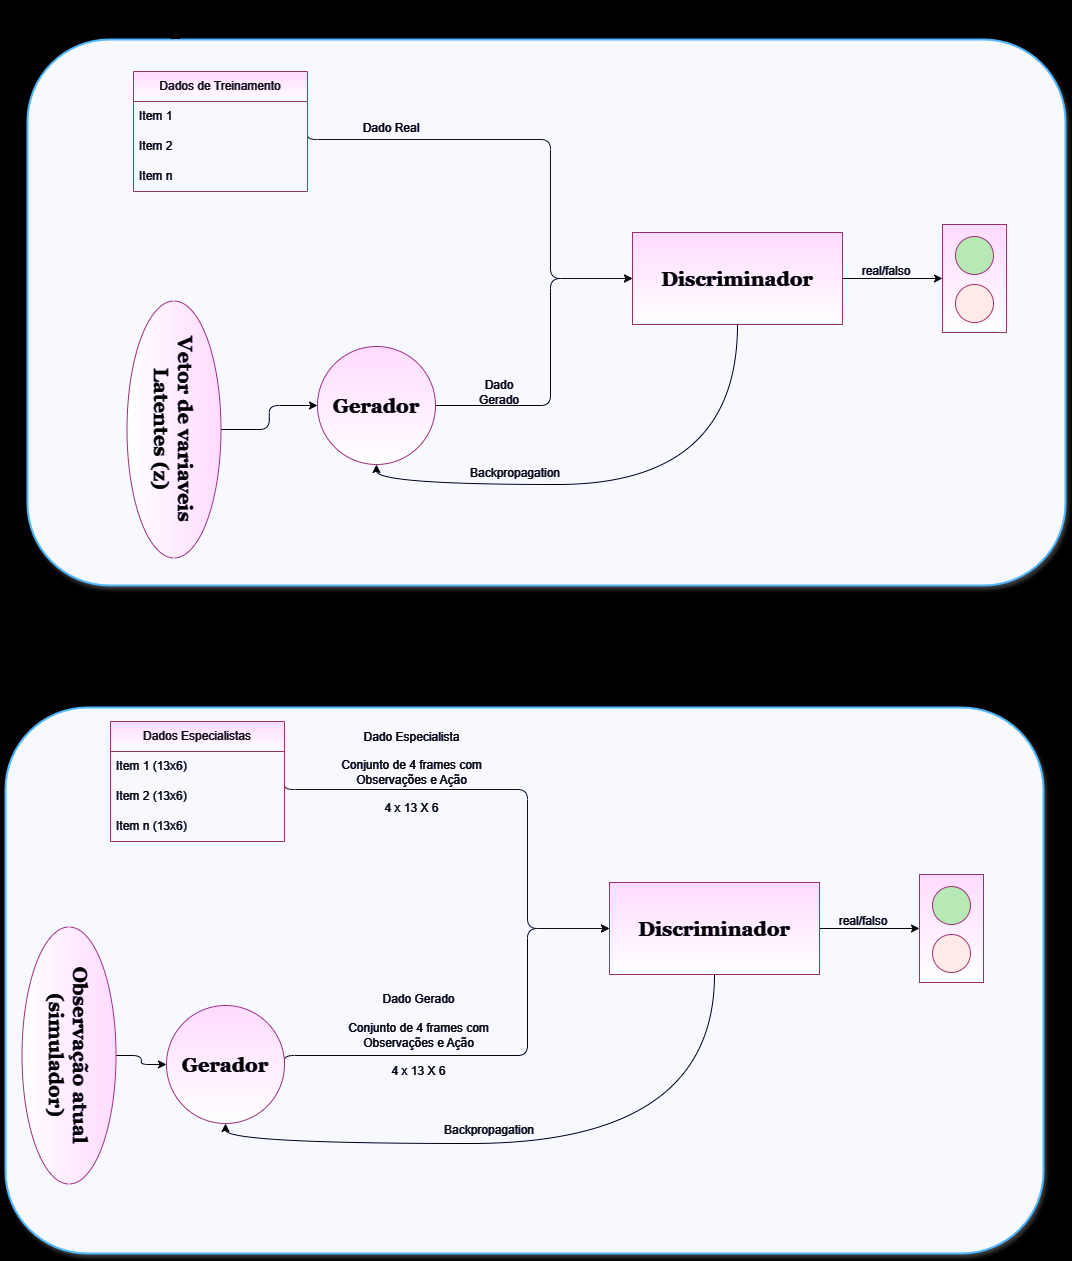 Dados de Treinamento
Item 1
Item 2
Item n
Dado Real
Discriminador
real/falso
Vetor de variaveis
Latentes (z)
Gerador
Dado
Gerado
Backpropagation
Dados Especialistas
Item 1 (13x6)
Item 2 (13x6)
Item n (13x6)
Dado Especialista
Conjunto de 4 frames com
Observações e Ação
4 x 13 X 6
Discriminador
real/falso
Observação atual
(simulador)
Gerador
Dado Gerado
Conjunto de 4 frames com
Observações e Ação
4 x 13 X 6
Backpropagation